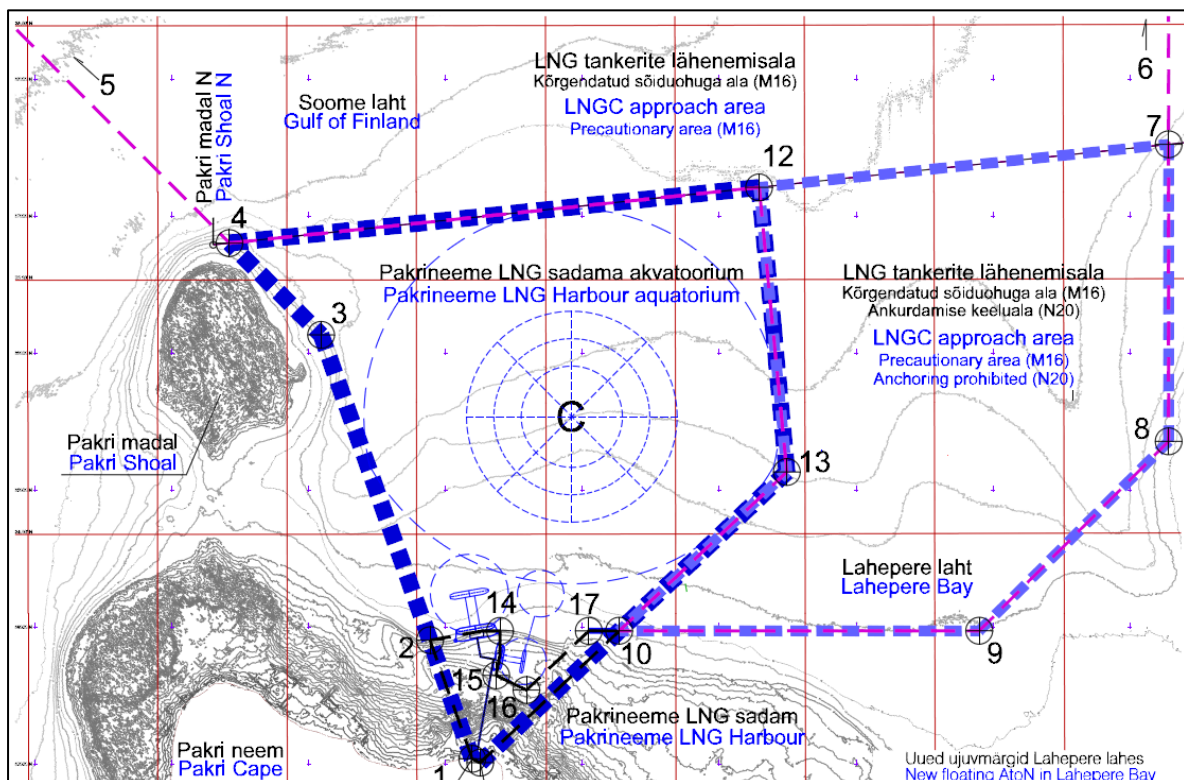 5
Pakri madal N
Pakri Shoal N
Soome laht
Gulf of Finland
LNG tankerite lähenemisala
Kõrgendatud sõiduohuga ala (M16)
LNGC approach area
Precautionary area (M16)
6
7
12
4
3
Pakrineeme LNG sadama akvatoorium
Pakrineeme LNG Harbour aquatorium
LNG tankerite lähenemisala
Kõrgendatud sõiduohuga ala (M16)
Ankurdamise keeluala (N20)
LNGC approach area
Precautionary area (M16)
Anchoring prohibited (N20)
C
Pakri madal
Pakri Shoal
8
13
Lahepere laht
Lahepere Bay
14
17
2
10
9
15
16
Pakrineeme LNG sadam
Pakrineeme LNG Harbour
Pakri neem
Pakri Cape
1
Uued ujuvmärgid Lahepere lahes
New floating AtoN in Lahepere Bay